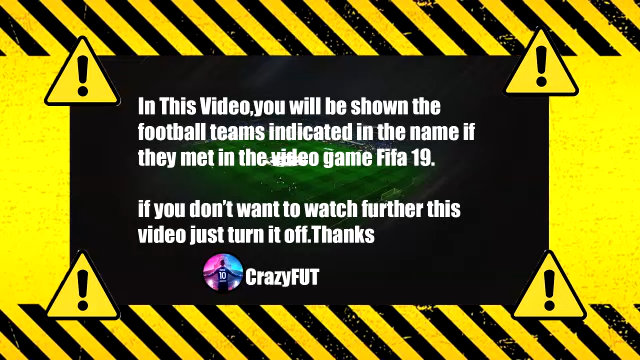 In This Video,you will be shown the
football teams indicated in the name if
they met in the video game Fifa 19.
if you don't want to watch further this
video just turn it off.Thanks
10
CrazyFUT